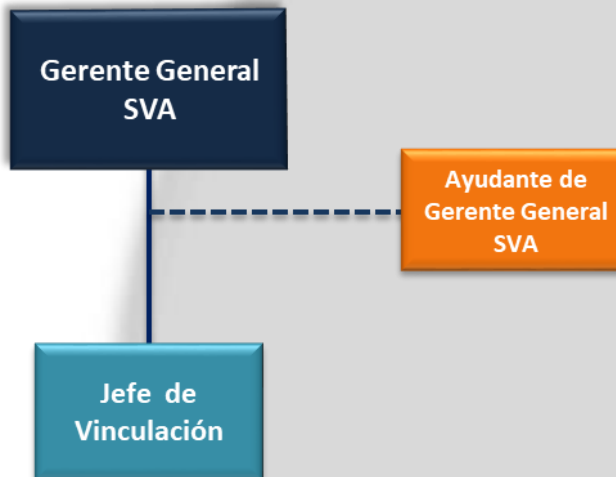 Gerente General
SVA
Ayudante de
Gerente General
SVA
Jefe de
Vinculación